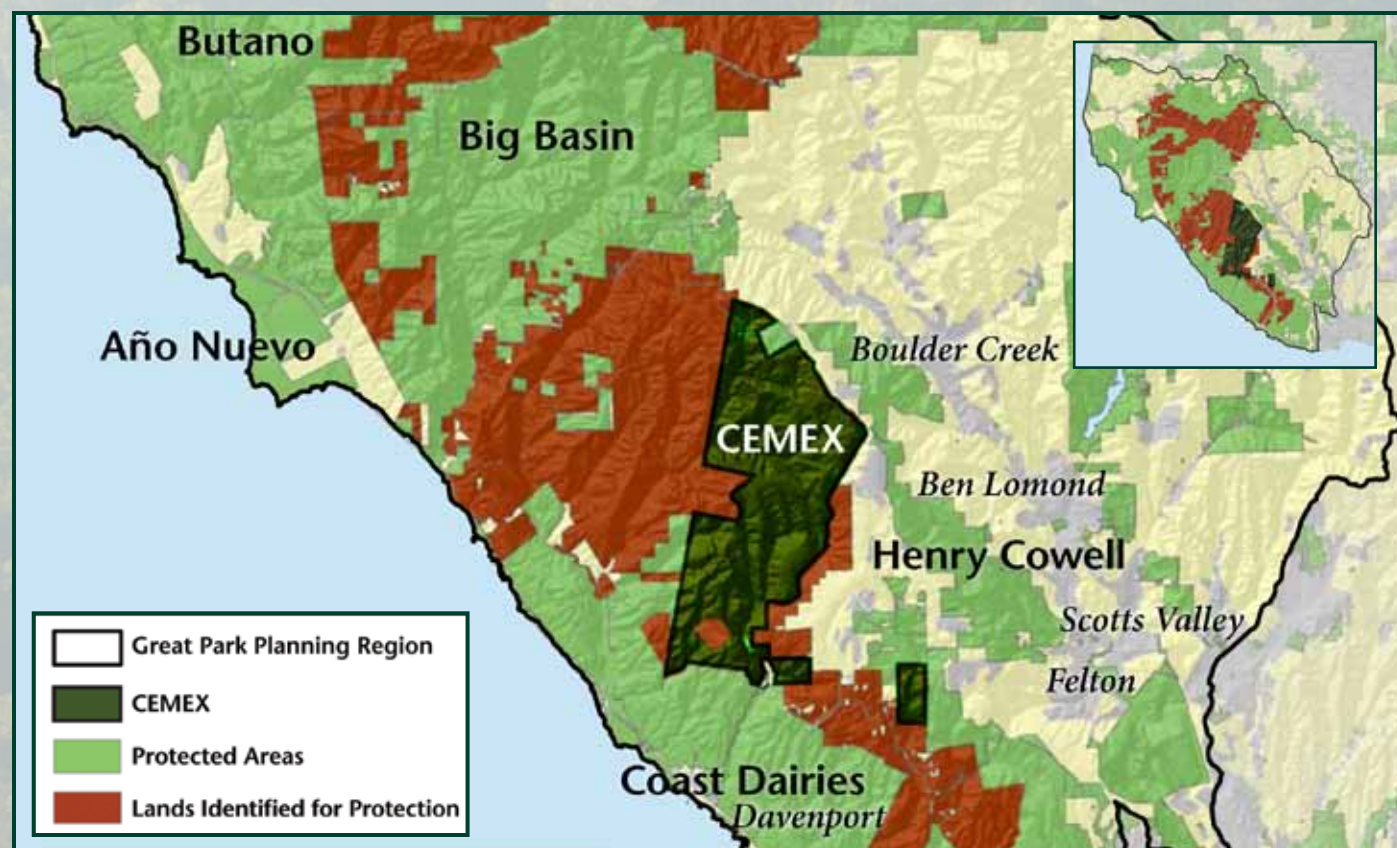 Butano
Big Basin
Año Nuevo
Boulder Creek
CEMEX
Ben Lomond
Henry Cowell
Scotts Valley
Felton
Coast Dairies
Davenport
Great Park Planning Region
CEMEX
Protected Areas
Lands Identified for Protection